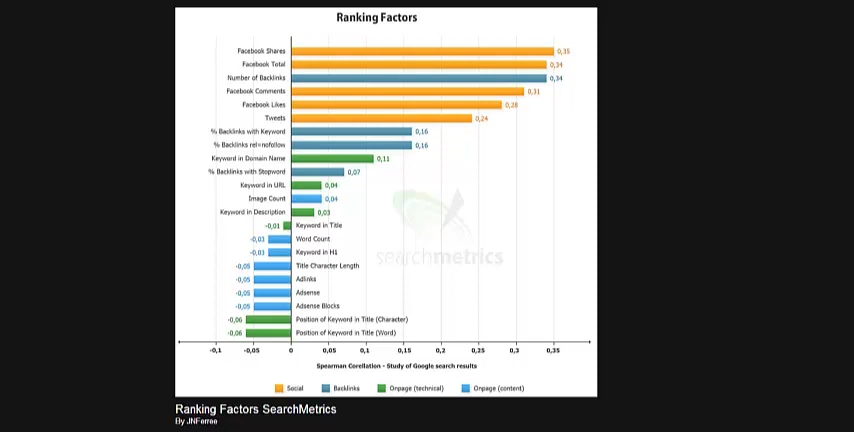 Ranking Factors
Facebook Shares 0,35
Facebook Total 0,34
Number of Backlinks 0,34
Facebook Comments 0,31
Facebook Likes 0,28
Tweets 0,24
% Backlinks with Keyword 0,16
% Backlinks rel=nofollow 0,16
Keyword in Domain Name 0,11
% Backlinks with Stopword 0,07
Keyword in URL 0,04
Image Count 0,04
Keyword in Description 0,03
-0,01 Keyword in Title
-0,03 Word Count
-0,03 Keyword in H1
-0,05 Title Character Length
-0,05 Adlinks
-0,05 Adsense
-0,05 Adsense Blocks
-0,06 Position of Keyword in Title (Character)
-0,06 Position of Keyword in Title (Word)
searchmetrics
-0,1 -0,05 0 0,05 0,1 0,15 0,2 0,25 0,3 0,35
Spearman Corellation - Study of Google search results
Social Backlinks Onpage (technical) Onpage (content)
Ranking Factors SearchMetrics
By JNFerree